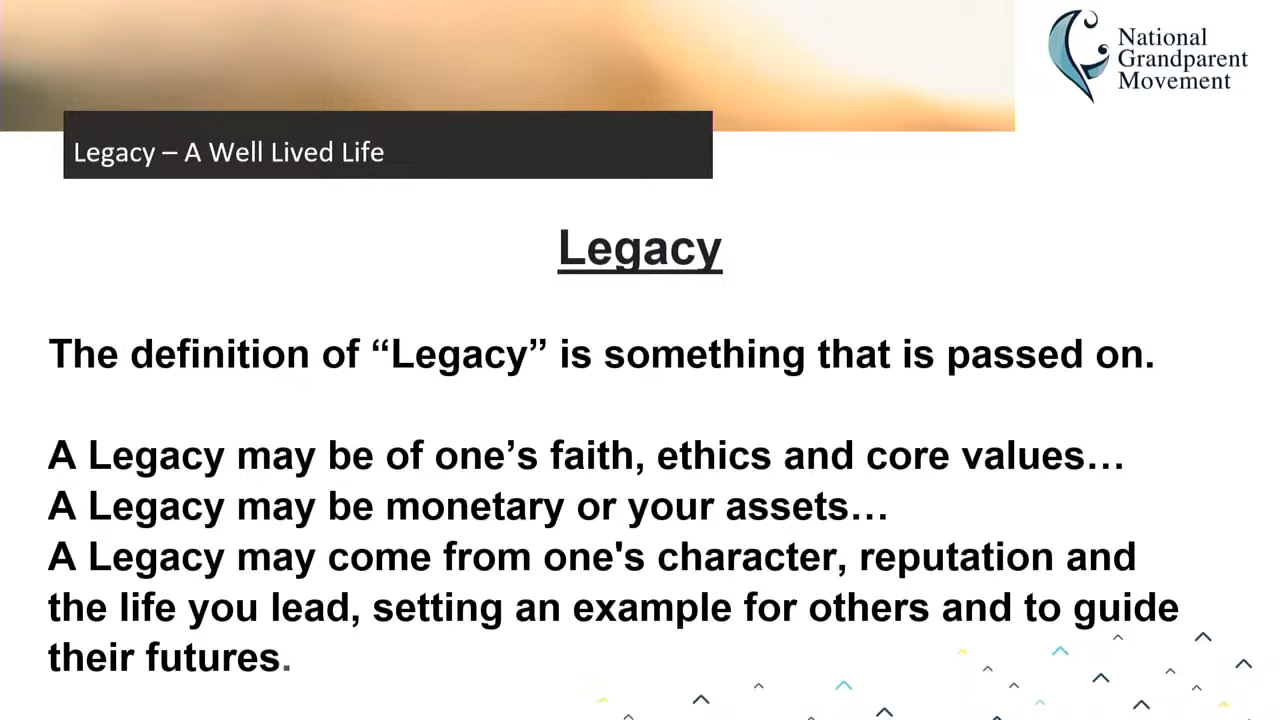 National
Grandparent
Movement
Legacy – A Well Lived Life
Legacy
The definition of “Legacy” is something that is passed on.
A Legacy may be of one’s faith, ethics and core values…
A Legacy may be monetary or your assets…
A Legacy may come from one's character, reputation and
the life you lead, setting an example for others and to guide
their futures.